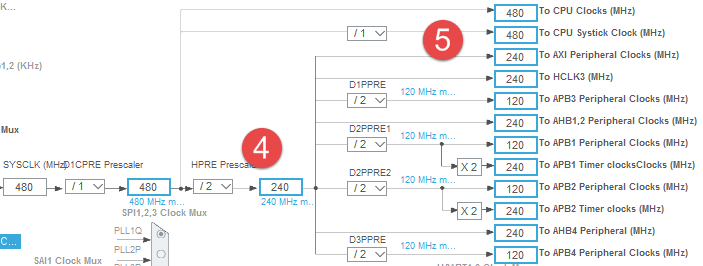 K...
480 To CPU Clocks (MHz)
/ 1 480 To CPU Systick Clock (MHz)
5
240 To AXI Peripheral Clocks (MHz)
1,2 (KHz)
240 To HCLK3 (MHz)
D1PPRE
/ 2 120 MHz m... 120 To APB3 Peripheral Clocks (MHz)
240 To AHB1,2 Peripheral Clocks (MHz)
Mux
D2PPRE1
/ 2 120 MHz m... 120 To APB1 Peripheral Clocks (MHz)
4
SYSCLK (MHz) D1CPRE Prescaler HPRE Prescaler
X 2 240 To APB1 Timer clocksClocks (MHz)
D2PPRE2
480 / 1 480 / 2 240 / 2 120 MHz m... 120 To APB2 Peripheral Clocks (MHz)
480 MHz m... 240 MHz m...
X 2 240 To APB2 Timer clocks (MHz)
SPI1,2,3 Clock Mux
PLL1Q
240 To AHB4 Peripheral (MHz)
D3PPRE
C... PLL2P
/ 2 120 MHz m... 120 To APB4 Peripheral Clocks (MHz)
SAI1 Clock Mux